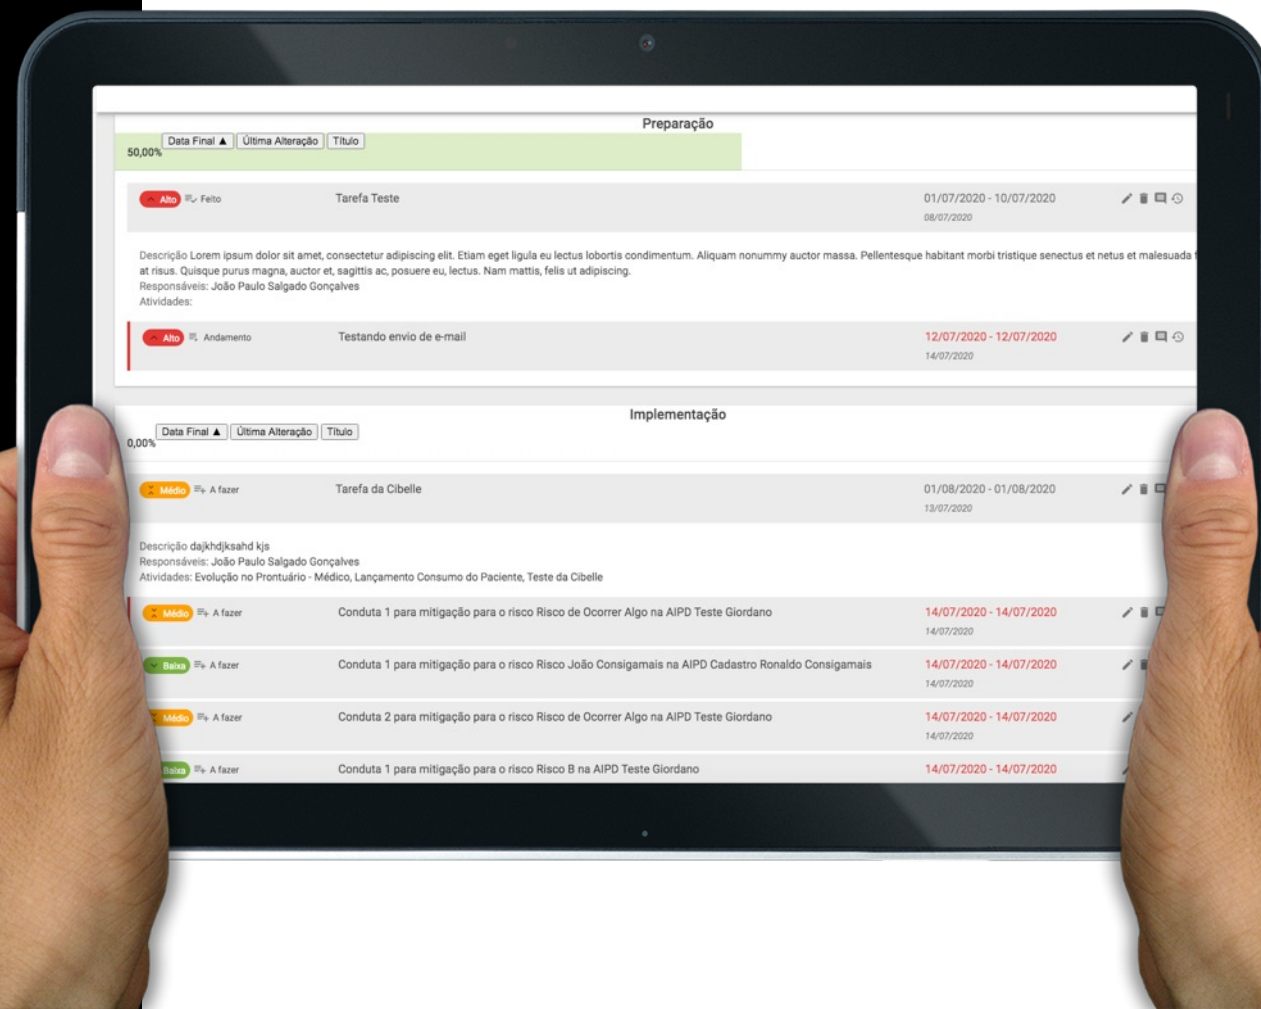 Preparação
Data Final ▲ Última Alteração Título
50,00%
Alto Feito Tarefa Teste 01/07/2020 - 10/07/2020
08/07/2020
Descrição Lorem ipsum dolor sit amet, consectetur adipiscing elit. Etiam eget ligula eu lectus lobortis condimentum. Aliquam nonummy auctor massa. Pellentesque habitant morbi tristique senectus et netus et malesuada
at risus. Quisque purus magna, auctor et, sagittis ac, posuere eu, lectus. Nam mattis, felis ut adipiscing.
Responsáveis: João Paulo Salgado Gonçalves
Atividades:
Alto Andamento Testando envio de e-mail 12/07/2020 - 12/07/2020
14/07/2020
Implementação
Data Final ▲ Última Alteração Título
0,00%
Médio A fazer Tarefa da Cibelle 01/08/2020 - 01/08/2020
13/07/2020
Descrição dajkhdjksahd kjs
Responsáveis: João Paulo Salgado Gonçalves
Atividades: Evolução no Prontuário - Médico, Lançamento Consumo do Paciente, Teste da Cibelle
Médio A fazer Conduta 1 para mitigação para o risco Risco de Ocorrer Algo na AIPD Teste Giordano 14/07/2020 - 14/07/2020
14/07/2020
Baixa A fazer Conduta 1 para mitigação para o risco Risco João Consigamais na AIPD Cadastro Ronaldo Consigamais 14/07/2020 - 14/07/2020
14/07/2020
Médio A fazer Conduta 2 para mitigação para o risco Risco de Ocorrer Algo na AIPD Teste Giordano 14/07/2020 - 14/07/2020
14/07/2020
Baixa A fazer Conduta 1 para mitigação para o risco Risco B na AIPD Teste Giordano 14/07/2020 - 14/07/2020